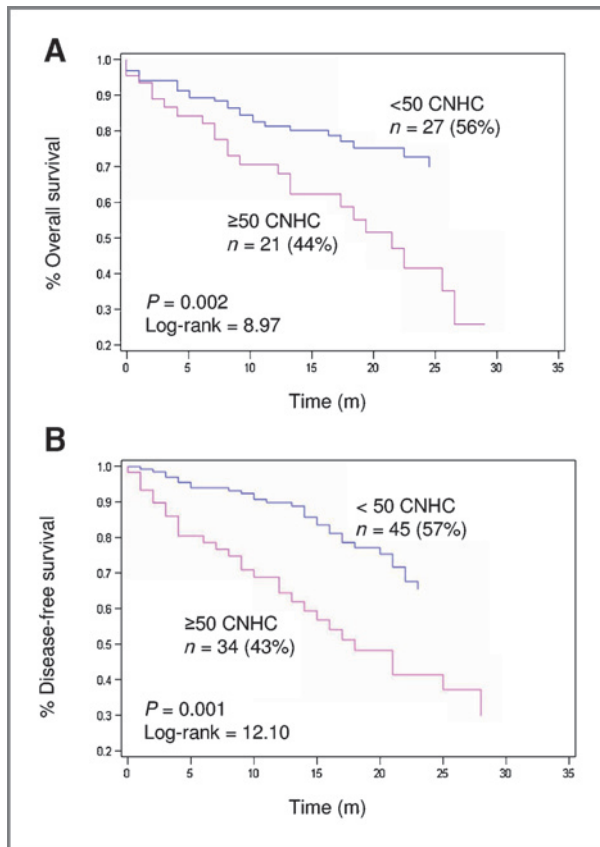 A
% Overall survival
1.0
0.9
0.8
0.7
0.6
0.5
0.4
0.3
0.2
<50 CNHC
n = 27 (56%)
≥50 CNHC
n = 21 (44%)
P = 0.002
Log-rank = 8.97
0 5 10 15 20 25 30 35
Time (m)
B
% Disease-free survival
1.0
0.9
0.8
0.7
0.6
0.5
0.4
0.3
0.2
< 50 CNHC
n = 45 (57%)
≥50 CNHC
n = 34 (43%)
P = 0.001
Log-rank = 12.10
0 5 10 15 20 25 30 35
Time (m)